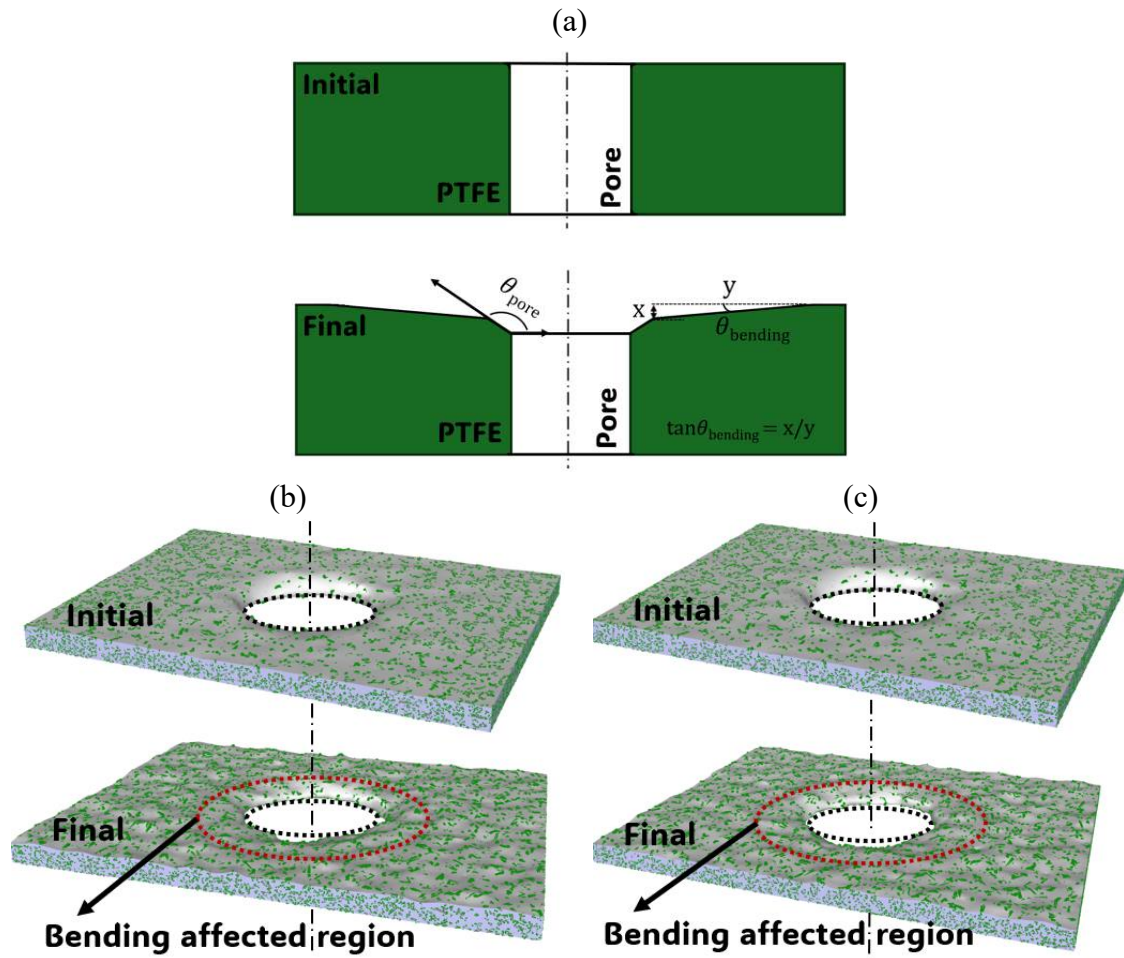 (a)
Initial
PTFE
Pore
θpore
y
x
θbending
Final
PTFE
Pore
tanθbending = x/y
(b)
(c)
Initial
Initial
Final
Final
Bending affected region
Bending affected region